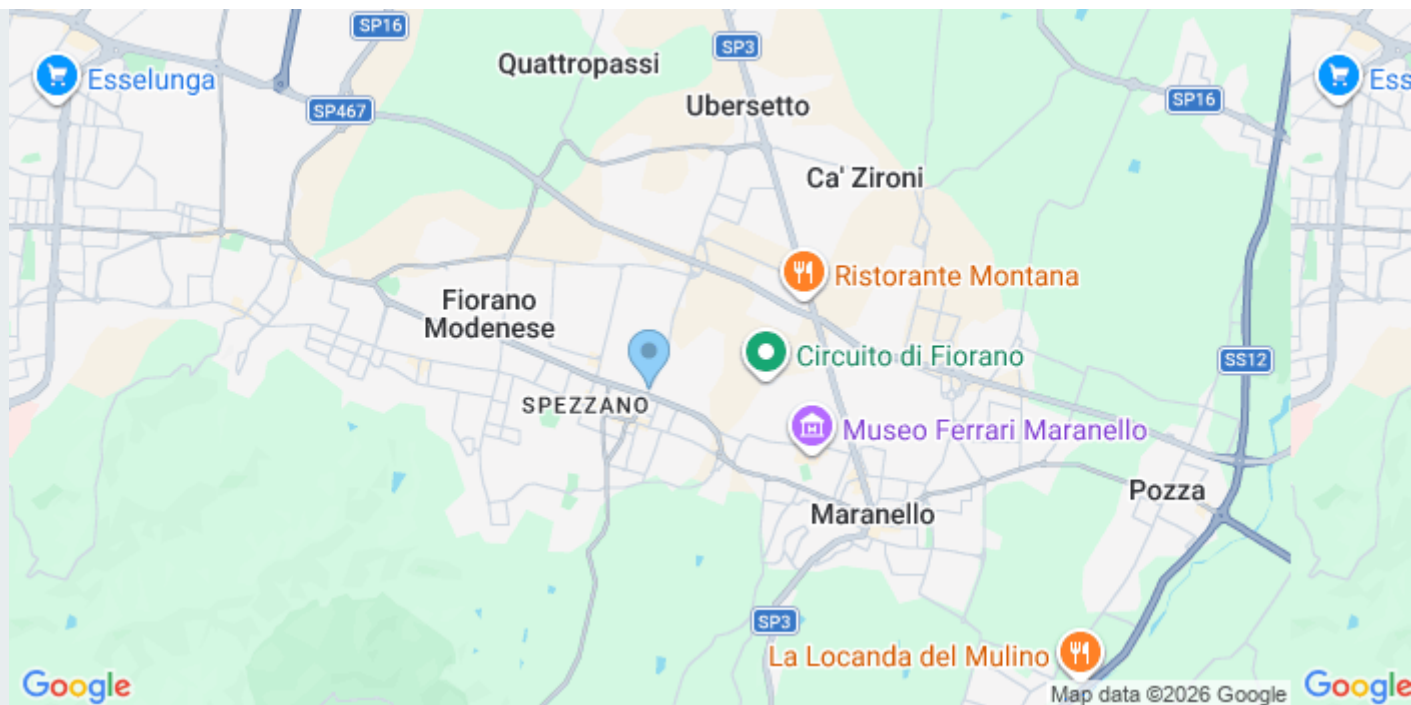 SP16
Quattropassi
SP3
Esselunga
Ess
SP467
Ubersetto
SP16
Ca' Zironi
Ristorante Montana
Fiorano
Modenese
Circuito di Fiorano
SS12
SPEZZANO
Museo Ferrari Maranello
Pozza
Maranello
SP3
La Locanda del Mulino
Google
Map data ©2026 Google
Google